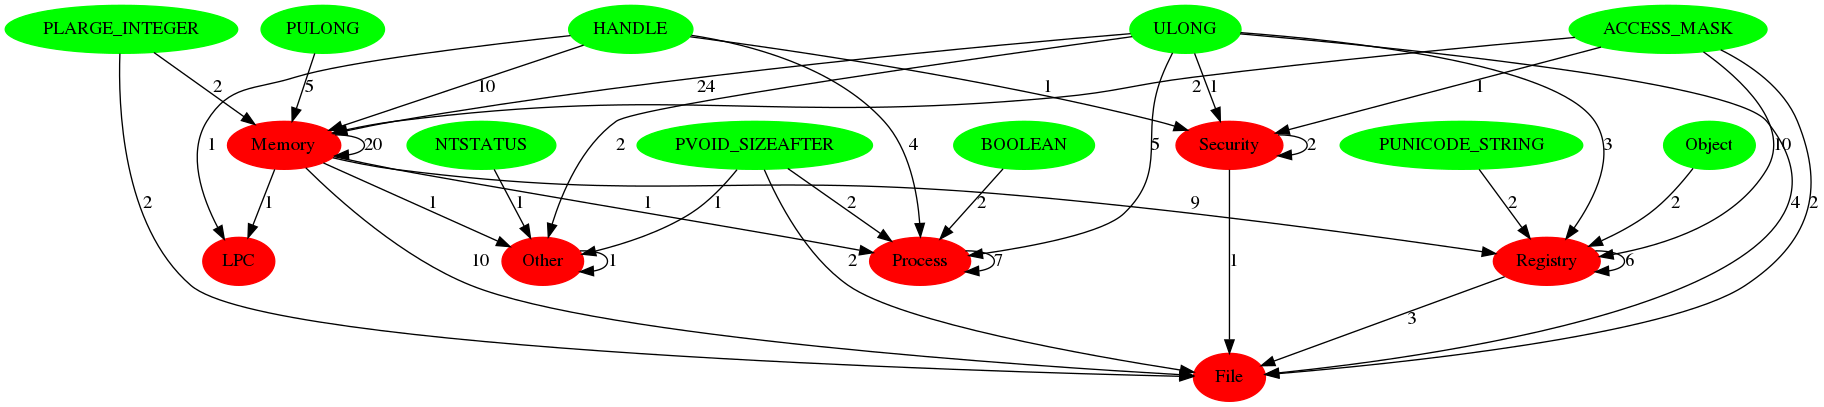 PLARGE_INTEGER
PULONG
HANDLE
ULONG
ACCESS_MASK
2
5
10
24
1
1
2
1
Memory
20
NTSTATUS
PVOID_SIZEAFTER
BOOLEAN
Security
2
PUNICODE_STRING
Object
1
2
4
5
3
10
2
1
1
1
1
1
2
2
9
2
2
4
2
LPC
Other
1
Process
7
Registry
6
10
2
1
3
File